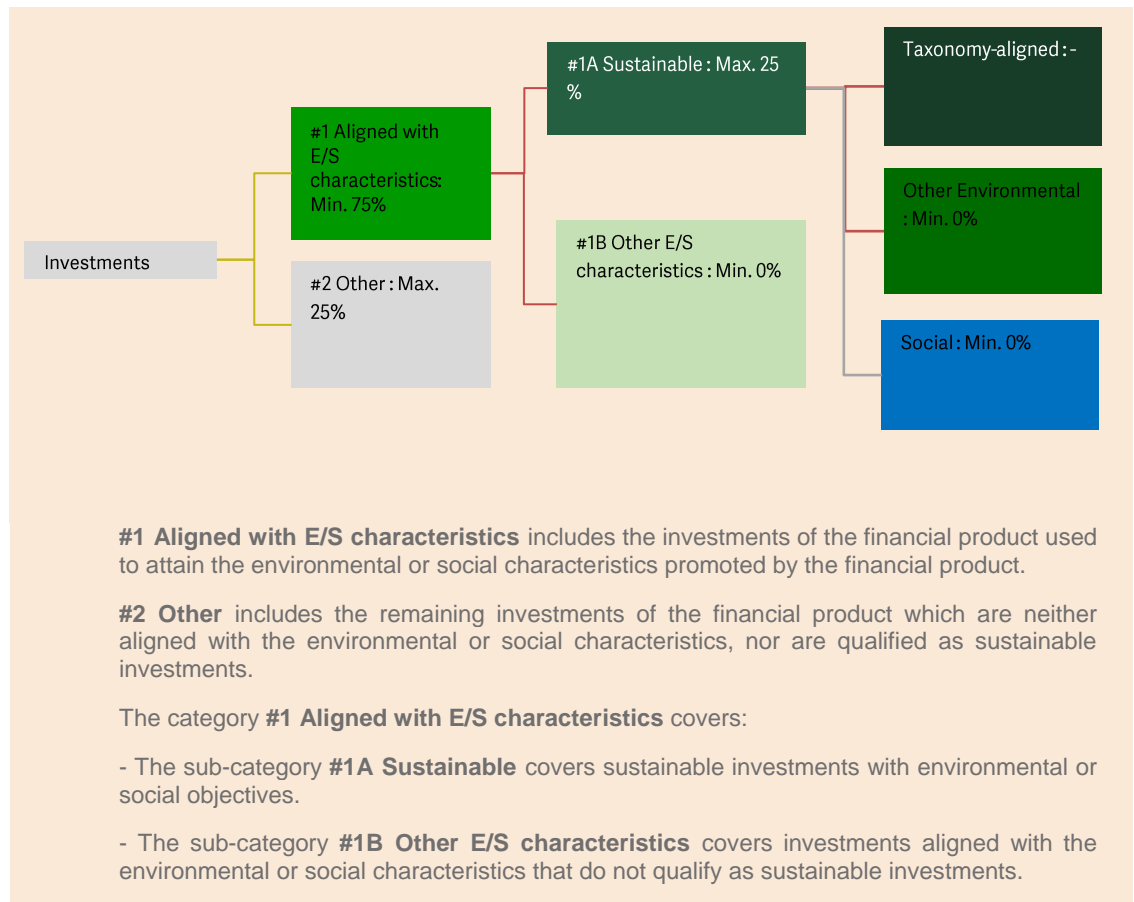 Investments
#1 Aligned with
E/S
characteristics:
Min. 75%
#2 Other : Max.
25%
#1A Sustainable : Max. 25
%
#1B Other E/S
characteristics : Min. 0%
Taxonomy-aligned : -
Other Environmental
: Min. 0%
Social : Min. 0%
#1 Aligned with E/S characteristics includes the investments of the financial product used
to attain the environmental or social characteristics promoted by the financial product.
#2 Other includes the remaining investments of the financial product which are neither
aligned with the environmental or social characteristics, nor are qualified as sustainable
investments.
The category #1 Aligned with E/S characteristics covers:
- The sub-category #1A Sustainable covers sustainable investments with environmental or
social objectives.
- The sub-category #1B Other E/S characteristics covers investments aligned with the
environmental or social characteristics that do not qualify as sustainable investments.